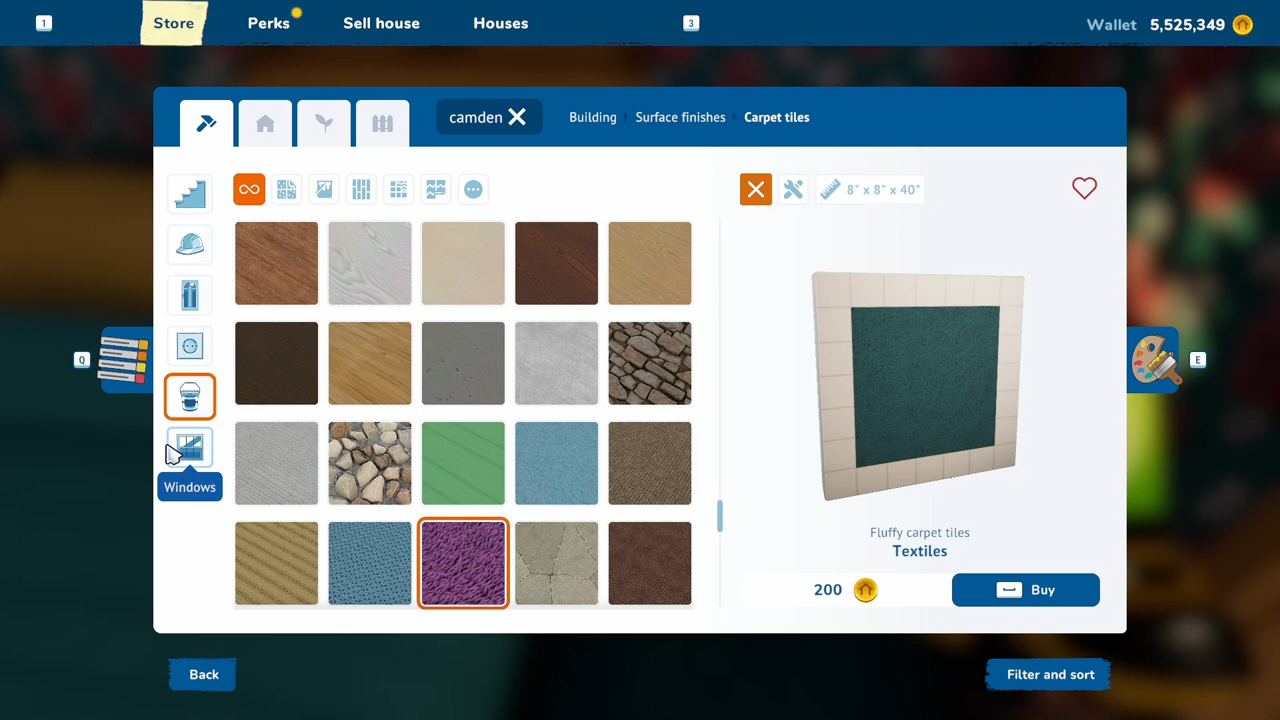 1
Store
Perks
Sell house
Houses
3
Wallet 5,525,349
camden
Building
Surface finishes
Carpet tiles
8" x 8" x 40"
Q
E
Windows
Fluffy carpet tiles
Textiles
200
Buy
Back
Filter and sort